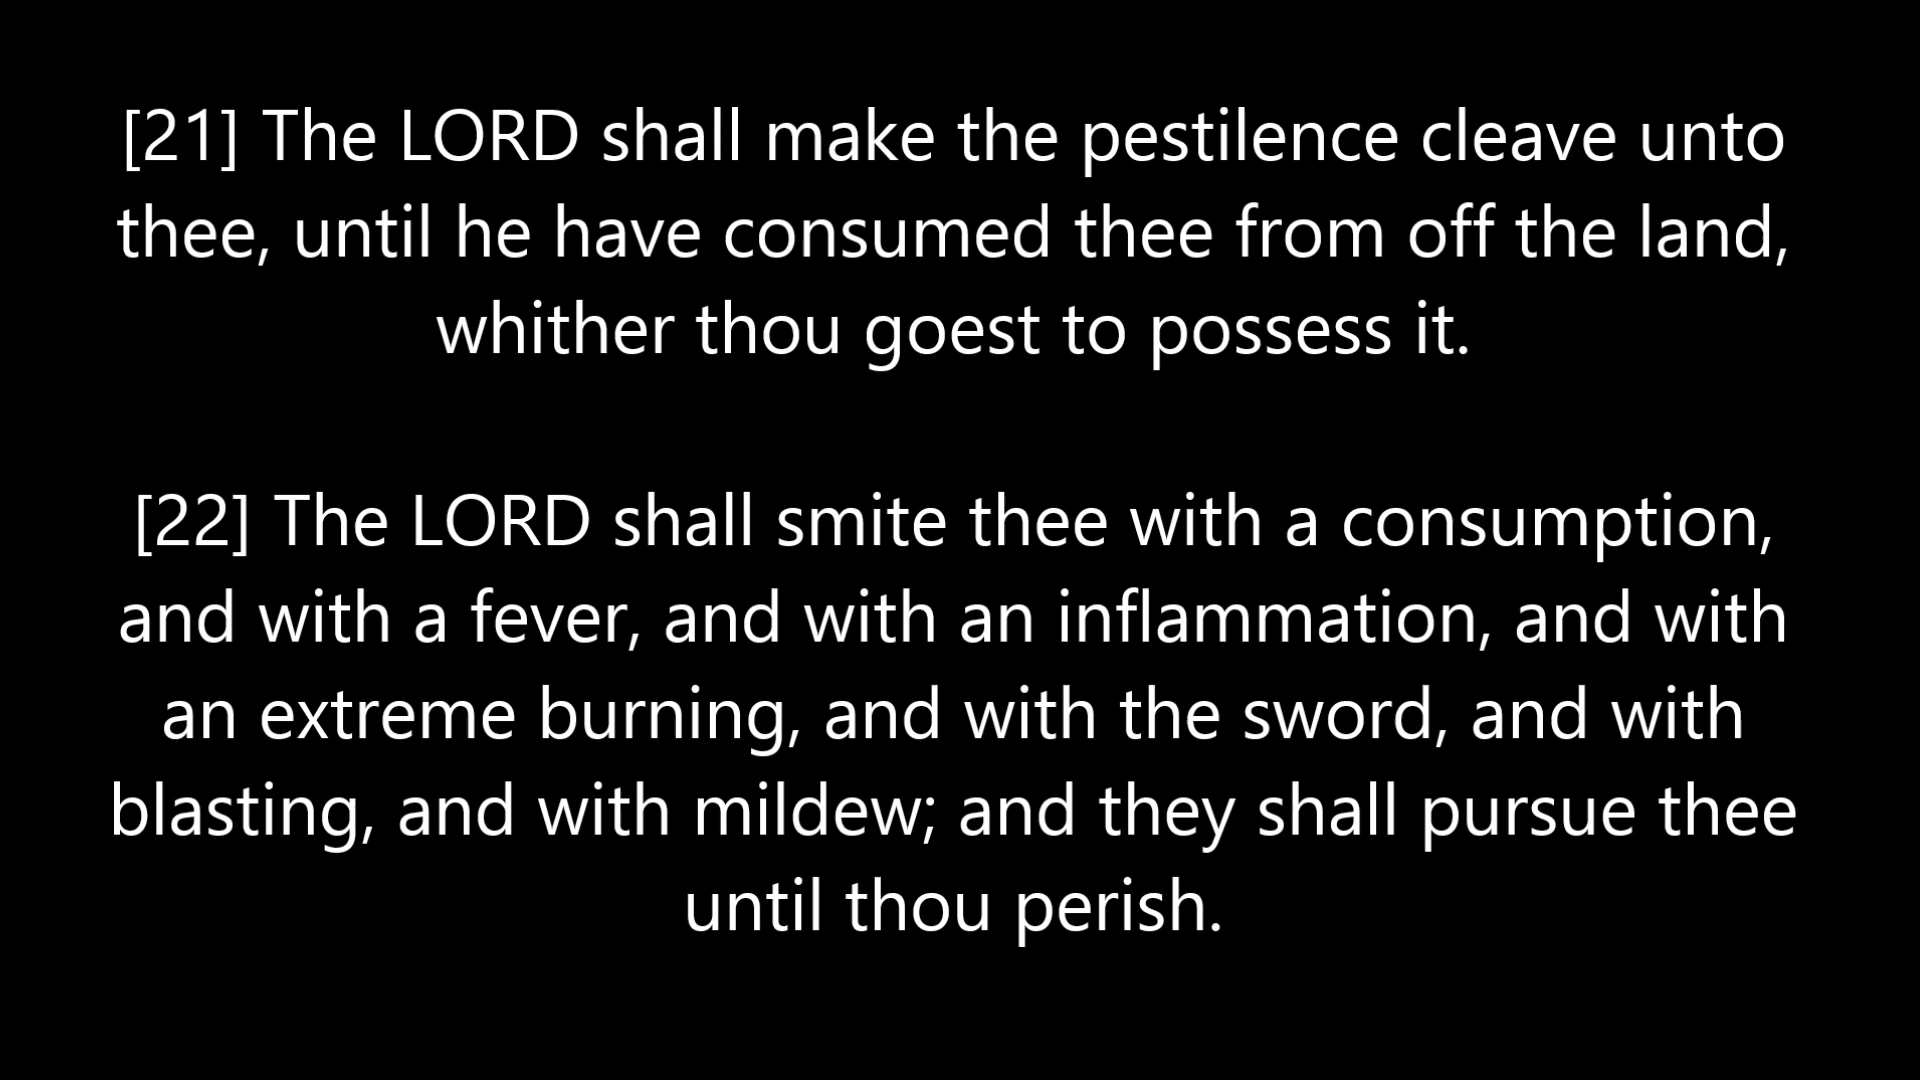 [21] The LORD shall make the pestilence cleave unto
thee, until he have consumed thee from off the land,
whither thou goest to possess it.
[22] The LORD shall smite thee with a consumption,
and with a fever, and with an inflammation, and with
an extreme burning, and with the sword, and with
blasting, and with mildew; and they shall pursue thee
until thou perish.